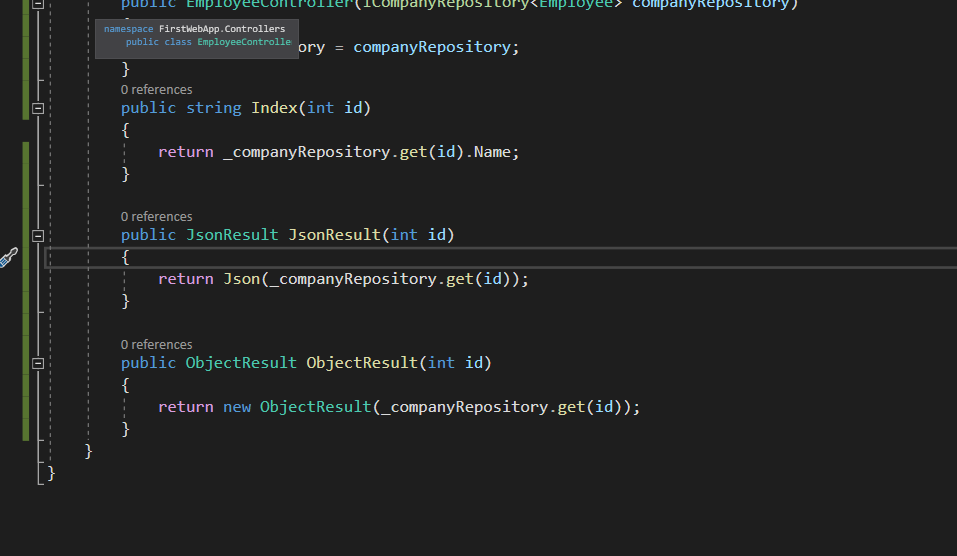 public EmployeeController(ICompanyRepository<Employee> companyRepository)
namespace FirstWebApp.Controllers
public class EmployeeControlle
ory = companyRepository;
}
0 references
public string Index(int id)
{
return _companyRepository.get(id).Name;
}
0 references
public JsonResult JsonResult(int id)
{
return Json(_companyRepository.get(id));
}
0 references
public ObjectResult ObjectResult(int id)
{
return new ObjectResult(_companyRepository.get(id));
}
}
}